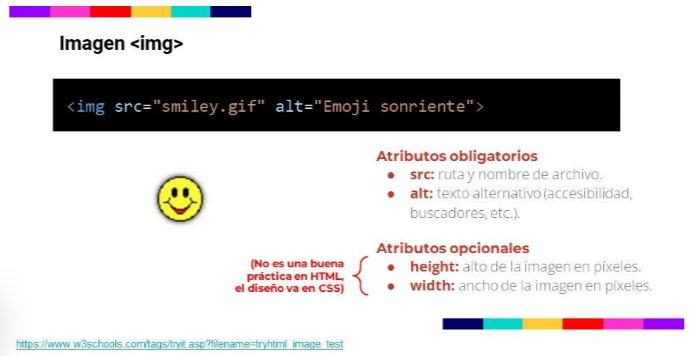 Imagen <img>
<img src="smiley.gif" alt="Emoji sonriente">
Atributos obligatorios
● src: ruta y nombre de archivo.
● alt: texto alternativo (accesibilidad,
buscadores, etc.).
Atributos opcionales
● height: alto de la imagen en píxeles.
● width: ancho de la imagen en píxeles.
(No es una buena
práctica en HTML,
el diseño va en CSS)
https://www.w3schools.com/tags/tryit.asp?filename=tryhtml_image_test